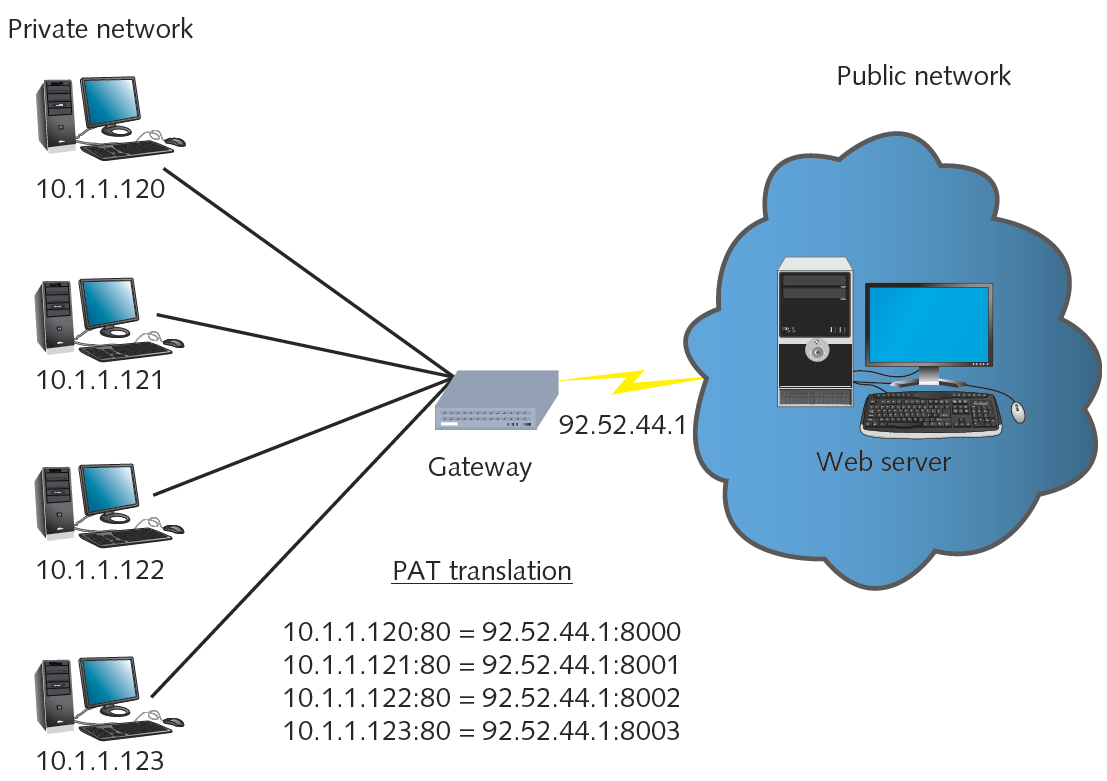 Private network
Public network
10.1.1.120
10.1.1.121
92.52.44.1
Gateway
Web server
10.1.1.122
PAT translation
10.1.1.120:80 = 92.52.44.1:8000
10.1.1.121:80 = 92.52.44.1:8001
10.1.1.122:80 = 92.52.44.1:8002
10.1.1.123:80 = 92.52.44.1:8003
10.1.1.123